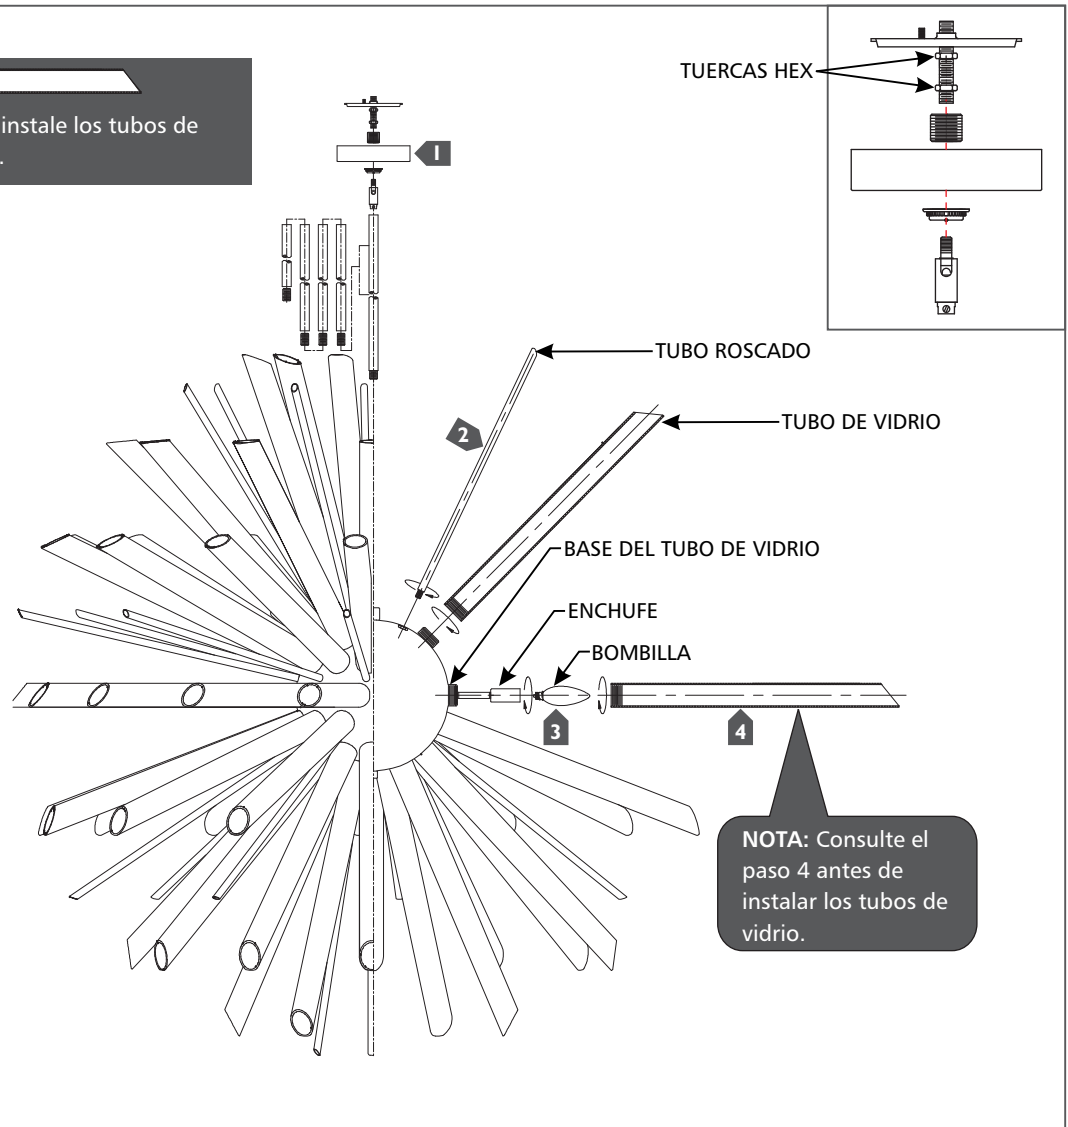 instale los tubos de
.
TUERCAS HEX
1
TUBO ROSCADO
2
TUBO DE VIDRIO
BASE DEL TUBO DE VIDRIO
ENCHUFE
BOMBILLA
3
4
NOTA: Consulte el
paso 4 antes de
instalar los tubos de
vidrio.